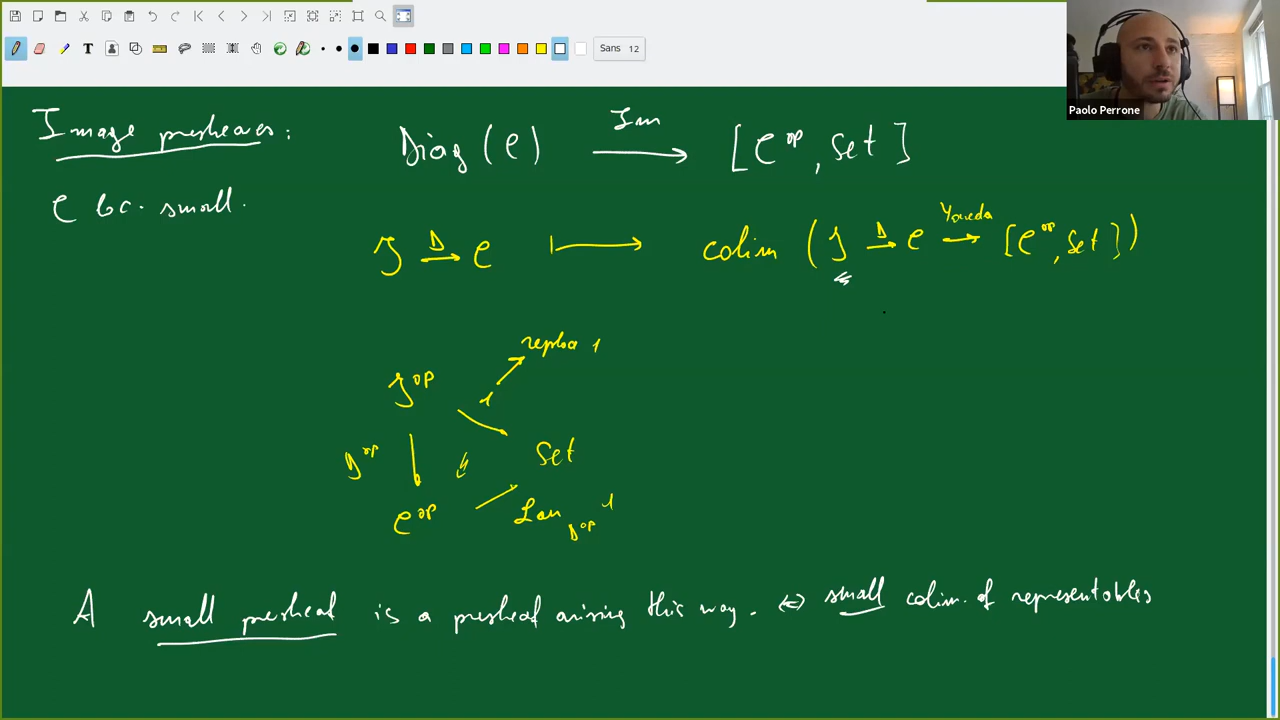 Sans 12
Paolo Perrone
Image presheaves: Diag(C) Im → [C^op, Set]
C loc. small.
J D → C ↦ colim (J D → C Yoneda → [C^op, Set])
J^op 1 → replace 1
D^op Set
C^op Lan D^op 1
A small presheaf is a presheaf arising this way. ⇔ small colim. of representables